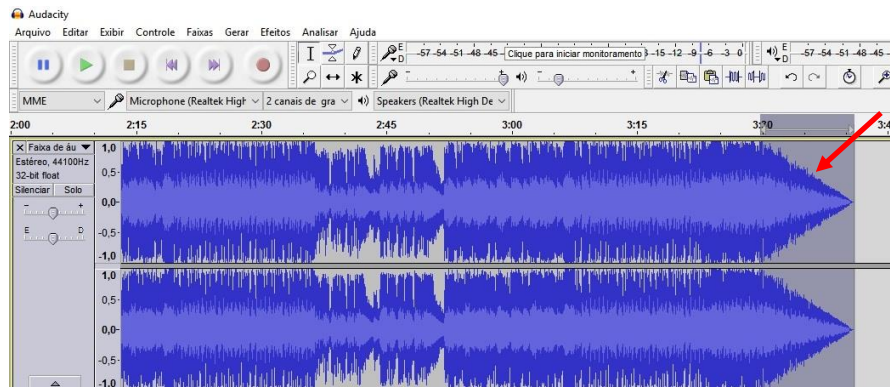 Audacity
Arquivo Editar Exibir Controle Faixas Gerar Efeitos Analisar Ajuda
E D -57 -54 -51 -48 -45 - Clique para iniciar monitoramento -15 -12 -9 -6 -3 0 E D -57 -54 -51 -48 -45 -
- + - +
MME Microphone (Realtek High 2 canais de gra Speakers (Realtek High De
2:00 2:15 2:30 2:45 3:00 3:15 3:30 3:4
X Faixa de áu 1,0
Estéreo, 44100Hz
32-bit float 0,5-
Silenciar Solo
- + 0,0-
E D -0,5-
-1,0
1,0
0,5-
0,0-
-0,5-
-1,0